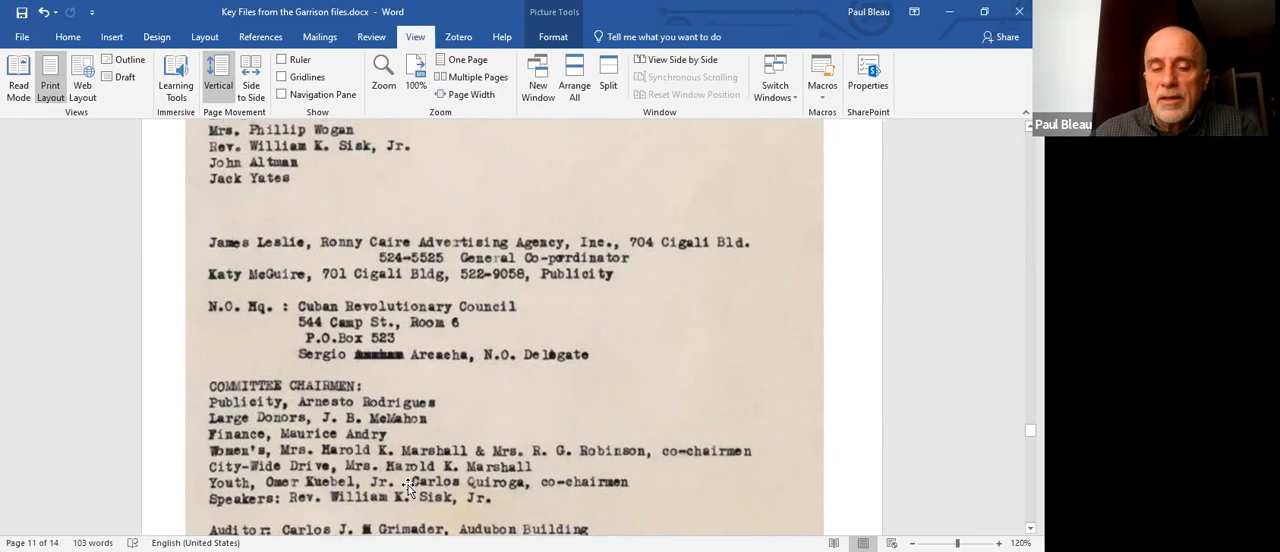 Key Files from the Garrison files.docx - Word
Picture Tools
Paul Bleau
File Home Insert Design Layout References Mailings Review View Zotero Help Format Tell me what you want to do Share
Read Mode
Print Layout
Web Layout
Outline
Draft
Views
Learning Tools
Immersive
Vertical
Side to Side
Page Movement
Ruler
Gridlines
Navigation Pane
Show
Zoom
100%
One Page
Multiple Pages
Page Width
Zoom
New Window
Arrange All
Split
View Side by Side
Synchronous Scrolling
Reset Window Position
Window
Switch Windows
Macros
Macros
Properties
SharePoint
Paul Bleau
Mrs. Phillip Wogan
Rev. William K. Sisk, Jr.
John Altman
Jack Yates
James Leslie, Ronny Caire Advertising Agency, Inc., 704 Cigali Bld.
524-5525 General Co-pordinator
Katy McGuire, 701 Cigali Bldg, 522-9058, Publicity
N.O. Hq. : Cuban Revolutionary Council
544 Camp St., Room 6
P.O.Box 523
Sergio Areacha, N.O. Delegate
COMMITTEE CHAIRMEN:
Publicity, Arnesto Rodrigues
Large Donors, J. B. McMahon
Finance, Maurice Andry
Women's, Mrs. Harold K. Marshall & Mrs. R. G. Robinson, co-chairmen
City-Wide Drive, Mrs. Harold K. Marshall
Youth, Omer Kuebel, Jr. Carlos Quiroga, co-chairmen
Speakers: Rev. William K. Sisk, Jr.
Auditor: Carlos J. Grimader, Audubon Building
Page 11 of 14 103 words English (United States) 120%